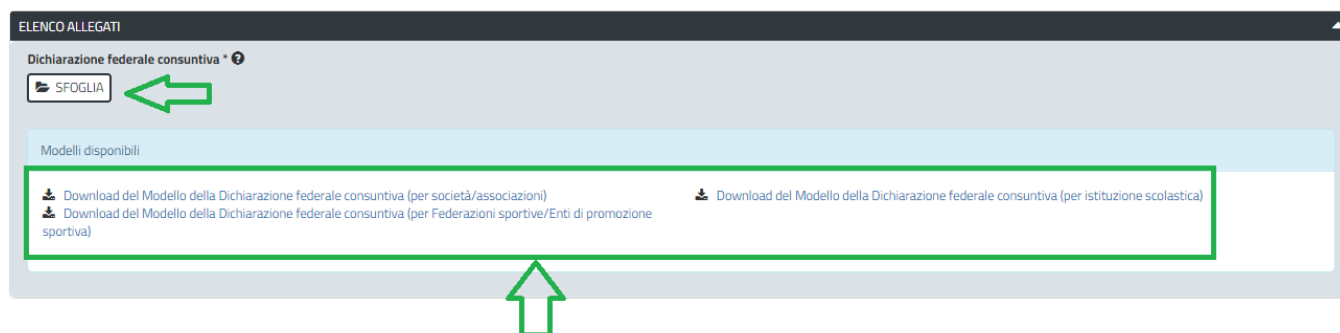 ELENCO ALLEGATI
Dichiarazione federale consuntiva *
SFOGLIA
Modelli disponibili
Download del Modello della Dichiarazione federale consuntiva (per società/associazioni)
Download del Modello della Dichiarazione federale consuntiva (per istituzione scolastica)
Download del Modello della Dichiarazione federale consuntiva (per Federazioni sportive/Enti di promozione
sportiva)